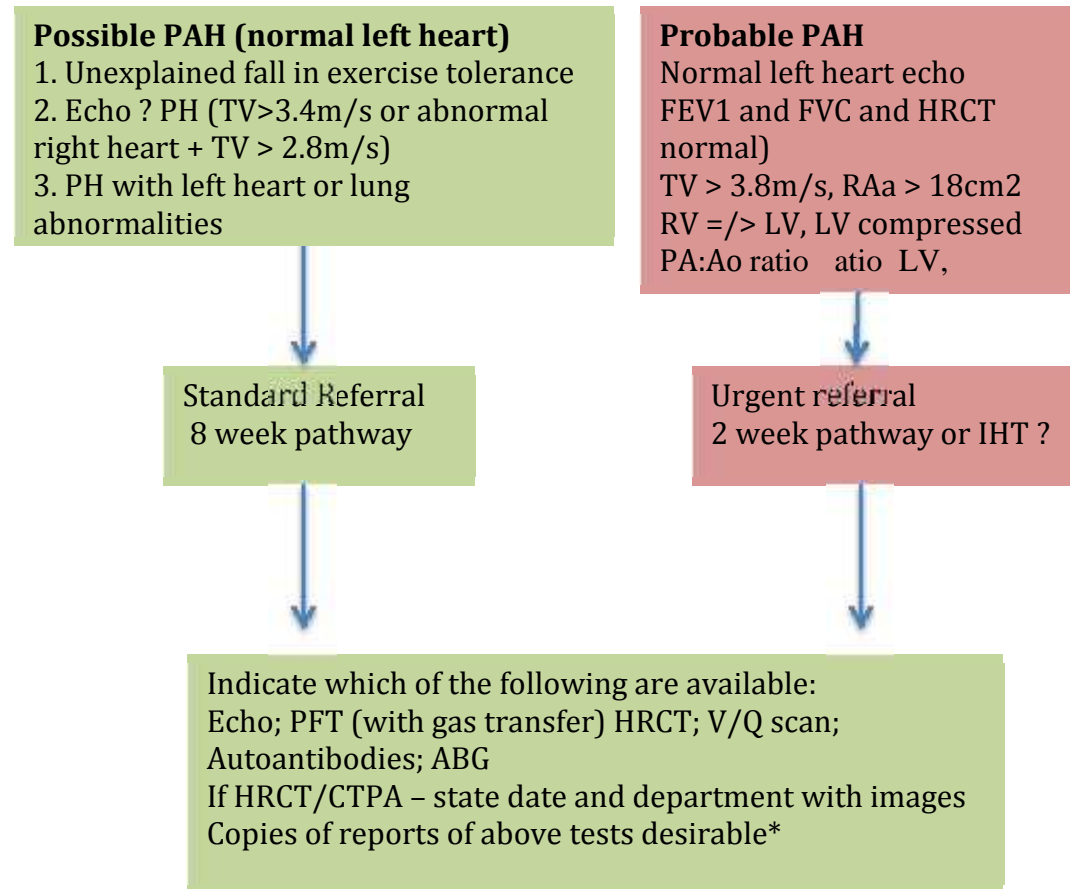 Possible PAH (normal left heart)
1. Unexplained fall in exercise tolerance
2. Echo ? PH (TV>3.4m/s or abnormal
right heart + TV > 2.8m/s)
3. PH with left heart or lung
abnormalities
Probable PAH
Normal left heart echo
FEV1 and FVC and HRCT
normal)
TV > 3.8m/s, RAa > 18cm2
RV =/> LV, LV compressed
PA:Ao ratio atio LV,
Standard Referral
8 week pathway
Urgent referral
2 week pathway or IHT ?
Indicate which of the following are available:
Echo; PFT (with gas transfer) HRCT; V/Q scan;
Autoantibodies; ABG
If HRCT/CTPA – state date and department with images
Copies of reports of above tests desirable*